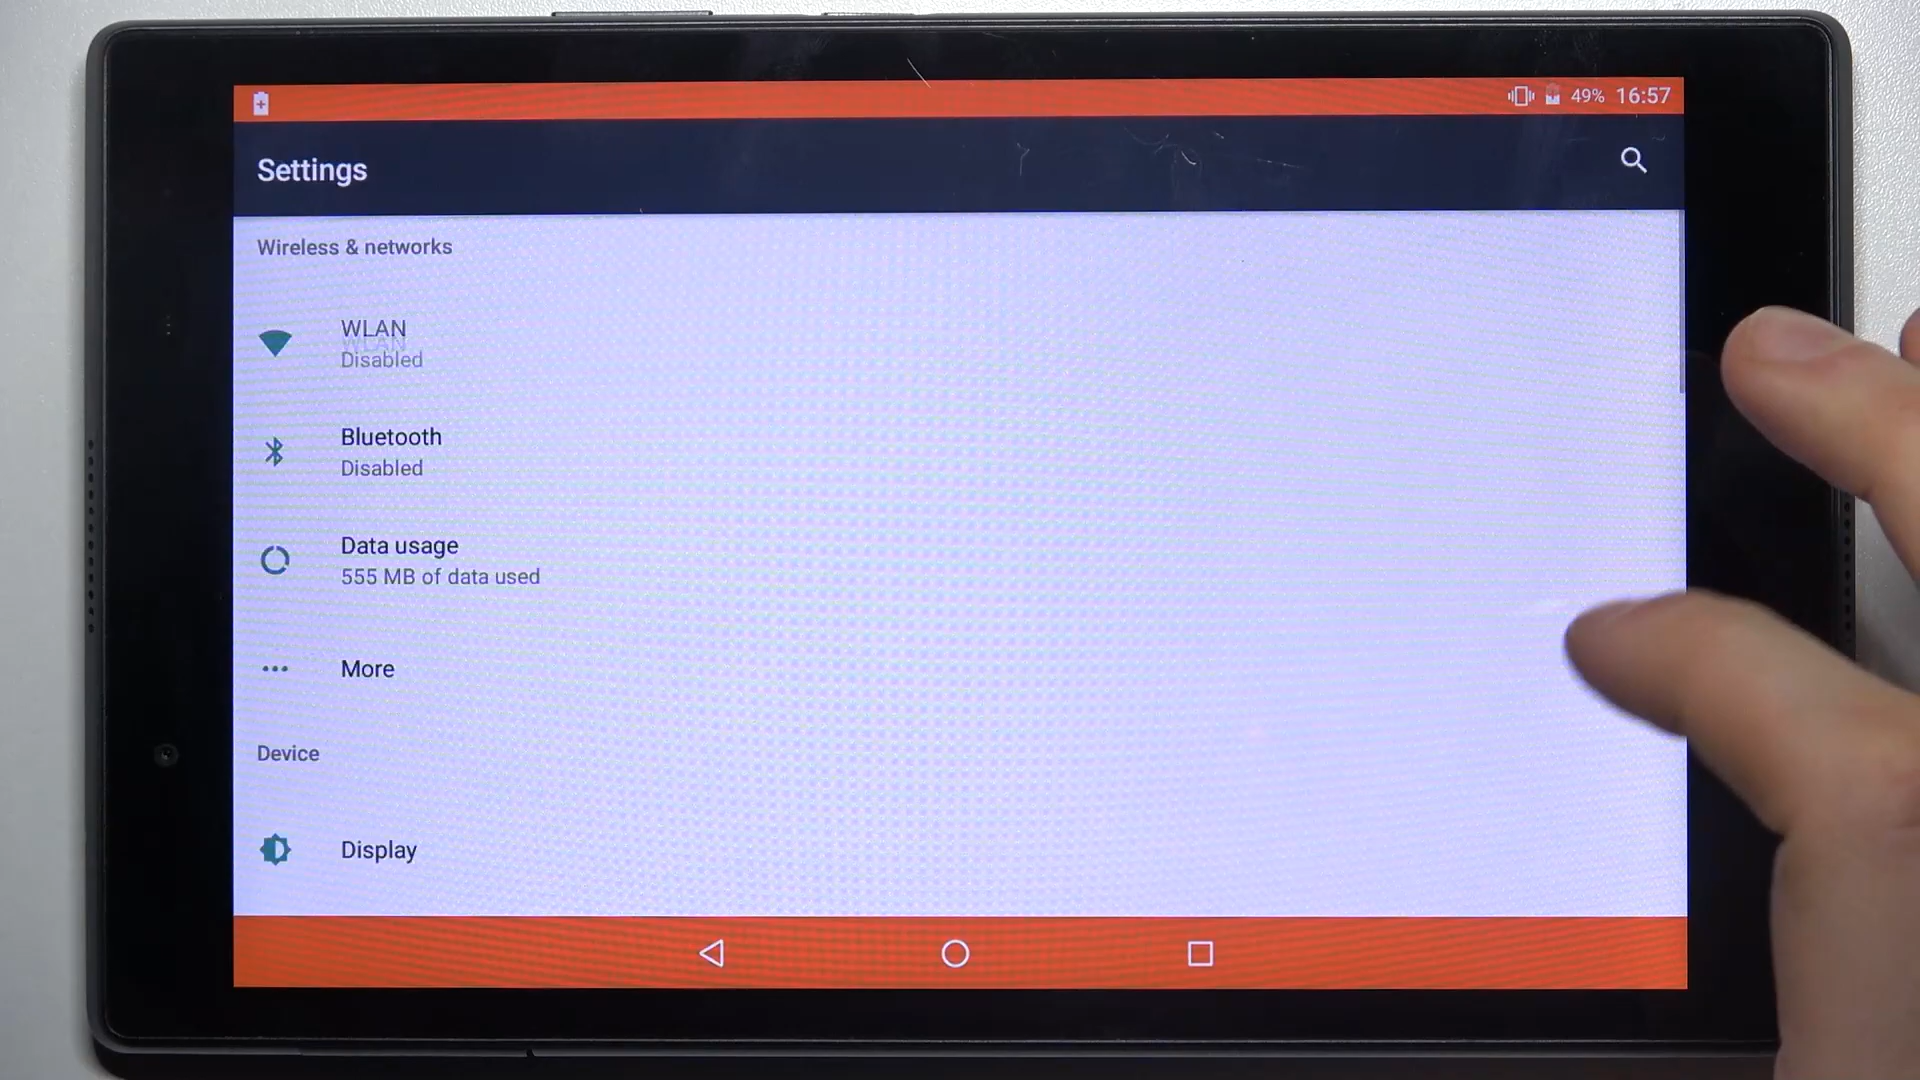 49% 16:57
Settings
Wireless & networks
WLAN
Disabled
Bluetooth
Disabled
Data usage
555 MB of data used
More
Device
Display